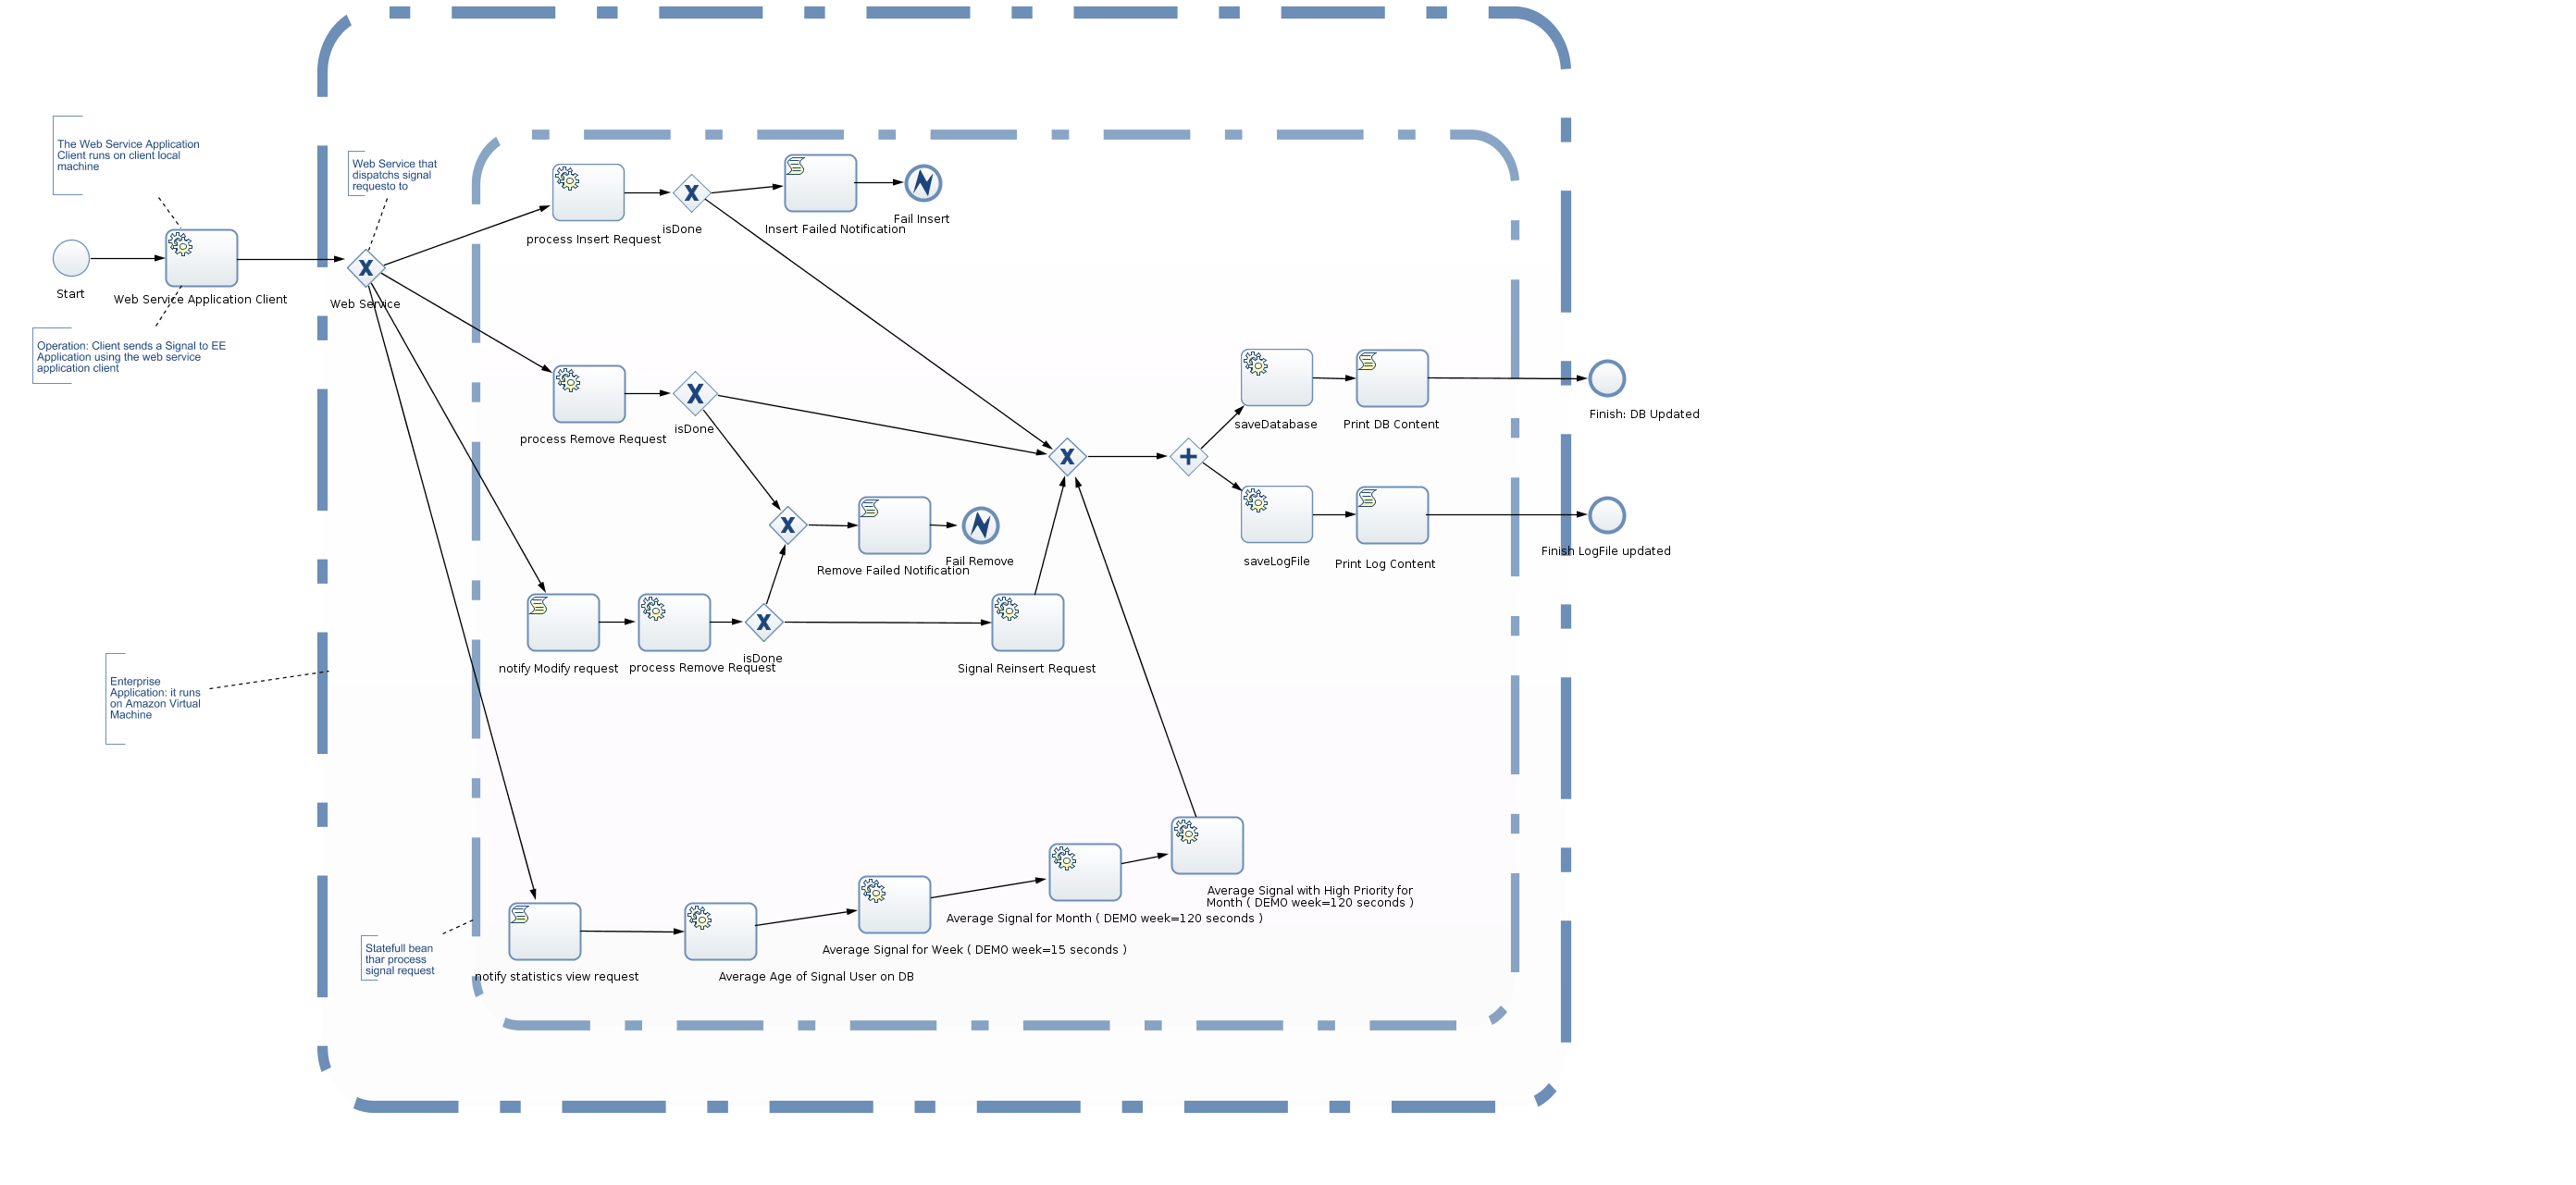 The Web Service Application
Client runs on client local
machine
Web Service that
dispatchs signal
requesto to
Start
Web Service Application Client
Web Service
Operation: Client sends a Signal to EE
Application using the web service
application client
process Insert Request
isDone
Insert Failed Notification
Fail Insert
process Remove Request
isDone
saveDatabase
Print DB Content
Finish: DB Updated
Remove Failed Notification
Fail Remove
saveLogFile
Print Log Content
Finish LogFile updated
notify Modify request
process Remove Request
isDone
Signal Reinsert Request
Enterprise
Application: it runs
on Amazon Virtual
Machine
Average Signal with High Priority for
Month ( DEMO week=120 seconds )
Average Signal for Month ( DEMO week=120 seconds )
Average Signal for Week ( DEMO week=15 seconds )
Statefull bean
thar process
signal request
notify statistics view request
Average Age of Signal User on DB